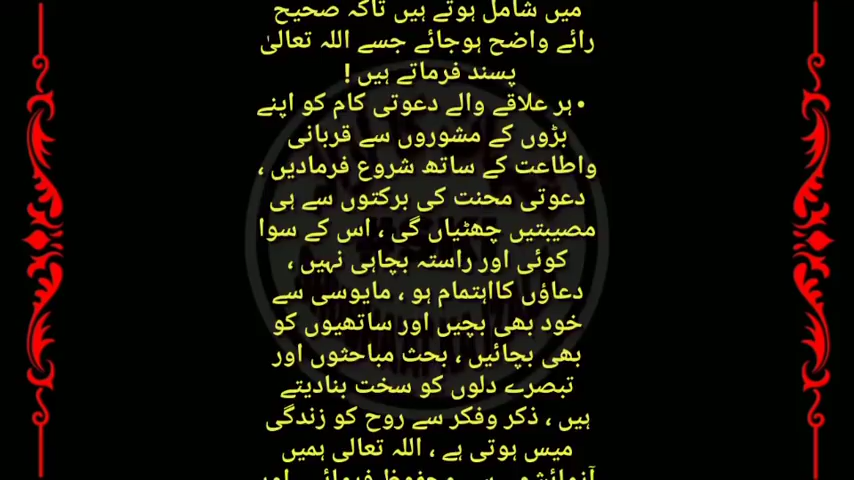 میں شامل ہوتے ہیں تاکہ صحیح
رائے واضح ہوجائے جسے اللہ تعالیٰ
پسند فرماتے ہیں !
• ہر علاقے والے دعوتی کام کو اپنے
بڑوں کے مشوروں سے قربانی
واطاعت کے ساتھ شروع فرمادیں ،
دعوتی محنت کی برکتوں سے ہی
مصیبتیں چھٹیاں گی ، اس کے سوا
کوئی اور راستہ بچاہی نہیں ،
دعاؤں کااہتمام ہو ، مایوسی سے
خود بھی بچیں اور ساتھیوں کو
بھی بچائیں ، بحث مباحثوں اور
تبصرے دلوں کو سخت بنادیتے
ہیں ، ذکر وفکر سے روح کو زندگی
میس ہوتی ہے ، اللہ تعالی ہمیں